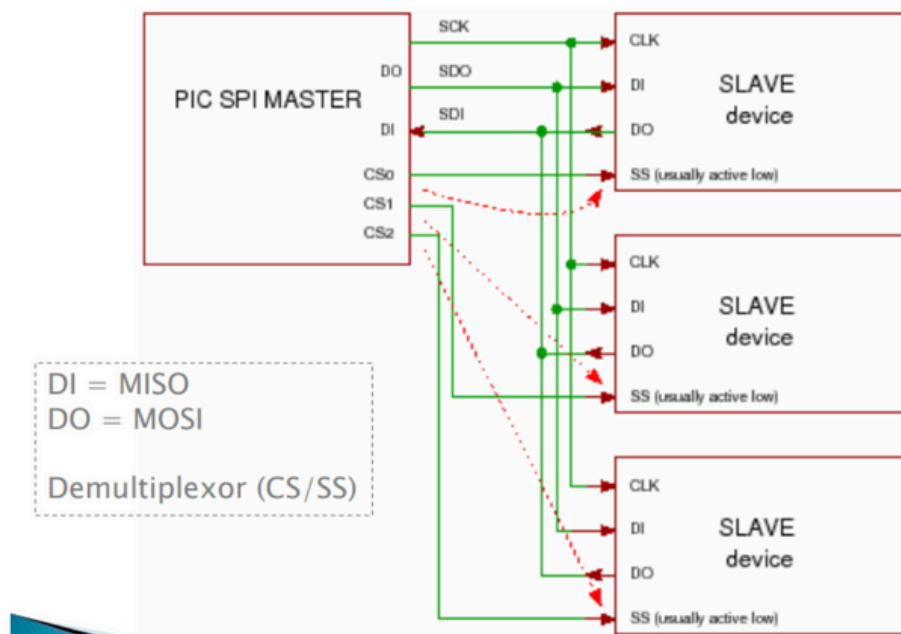 SCK
DO SDO
PIC SPI MASTER
SDI
DI
CS0
CS1
CS2
CLK
DI
SLAVE
device
DO
SS (usually active low)
CLK
DI
SLAVE
device
DO
SS (usually active low)
CLK
DI
SLAVE
device
DO
SS (usually active low)
DI = MISO
DO = MOSI
Demultiplexor (CS/SS)